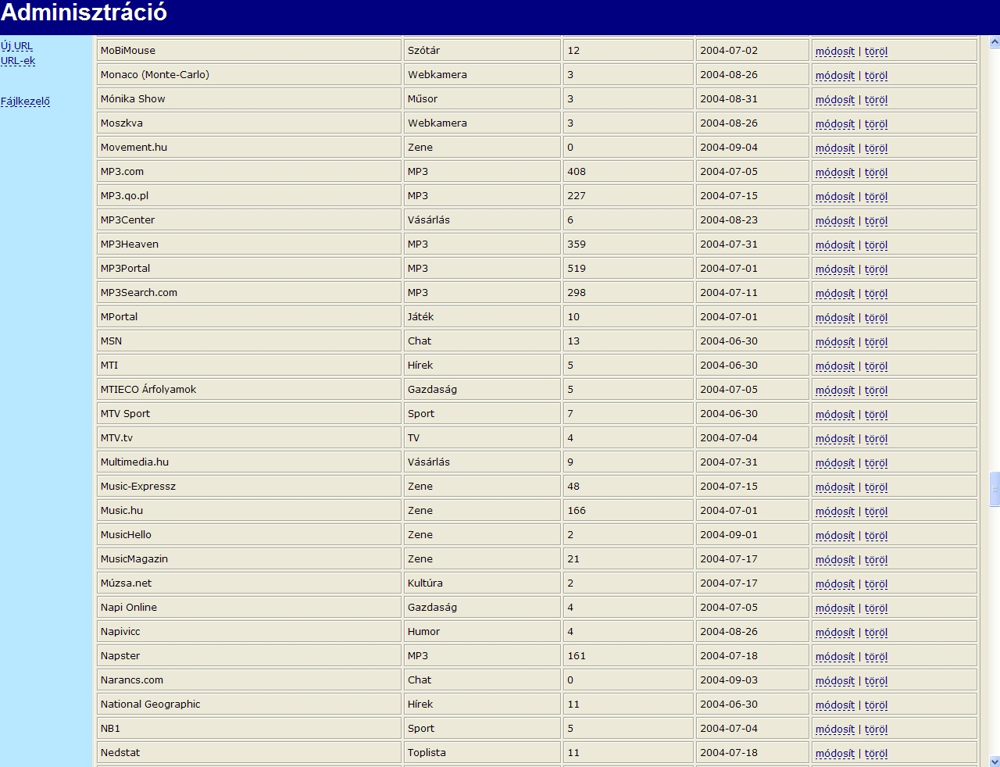 Adminisztráció
Új URL
URL-ek
Fájlkezelő
MoBiMouse Szótár 12 2004-07-02 módosít | töröl
Monaco (Monte-Carlo) Webkamera 3 2004-08-26 módosít | töröl
Mónika Show Műsor 3 2004-08-31 módosít | töröl
Moszkva Webkamera 3 2004-08-26 módosít | töröl
Movement.hu Zene 0 2004-09-04 módosít | töröl
MP3.com MP3 408 2004-07-05 módosít | töröl
MP3.qo.pl MP3 227 2004-07-15 módosít | töröl
MP3Center Vásárlás 6 2004-08-23 módosít | töröl
MP3Heaven MP3 359 2004-07-31 módosít | töröl
MP3Portal MP3 519 2004-07-01 módosít | töröl
MP3Search.com MP3 298 2004-07-11 módosít | töröl
MPortal Játék 10 2004-07-01 módosít | töröl
MSN Chat 13 2004-06-30 módosít | töröl
MTI Hírek 5 2004-06-30 módosít | töröl
MTIECO Árfolyamok Gazdaság 5 2004-07-05 módosít | töröl
MTV Sport Sport 7 2004-06-30 módosít | töröl
MTV.tv TV 4 2004-07-04 módosít | töröl
Multimedia.hu Vásárlás 9 2004-07-31 módosít | töröl
Music-Expressz Zene 48 2004-07-15 módosít | töröl
Music.hu Zene 166 2004-07-01 módosít | töröl
MusicHello Zene 2 2004-09-01 módosít | töröl
MusicMagazin Zene 21 2004-07-17 módosít | töröl
Múzsa.net Kultúra 2 2004-07-17 módosít | töröl
Napi Online Gazdaság 4 2004-07-05 módosít | töröl
Napivicc Humor 4 2004-08-26 módosít | töröl
Napster MP3 161 2004-07-18 módosít | töröl
Narancs.com Chat 0 2004-09-03 módosít | töröl
National Geographic Hírek 11 2004-06-30 módosít | töröl
NB1 Sport 5 2004-07-04 módosít | töröl
Nedstat Toplista 11 2004-07-18 módosít | töröl